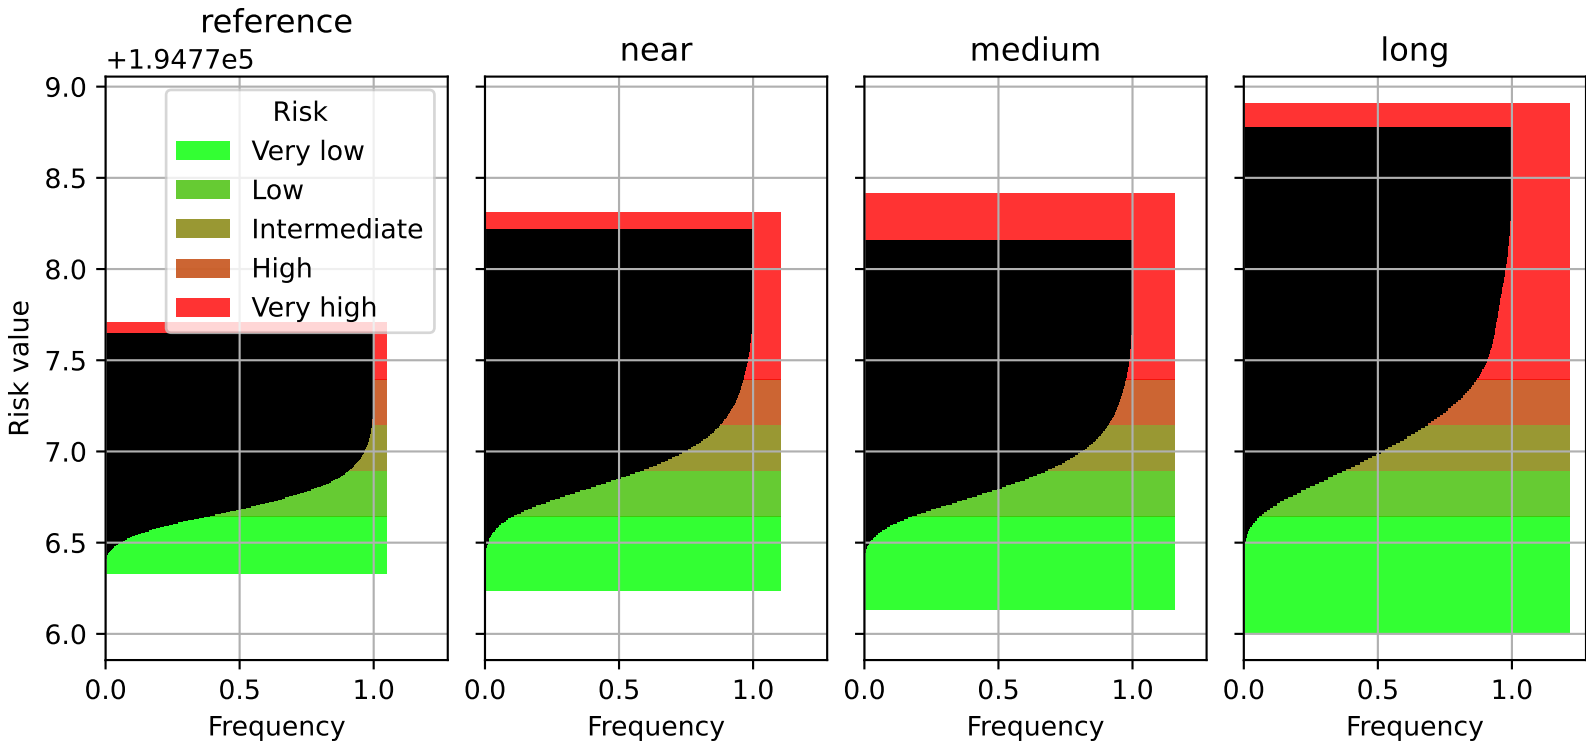 reference
near
medium
long
+1.9477e5
Risk value
9.0
8.5
8.0
7.5
7.0
6.5
6.0
Risk
Very low
Low
Intermediate
High
Very high
0.0 0.5 1.0
0.0 0.5 1.0
0.0 0.5 1.0
0.0 0.5 1.0
Frequency
Frequency
Frequency
Frequency